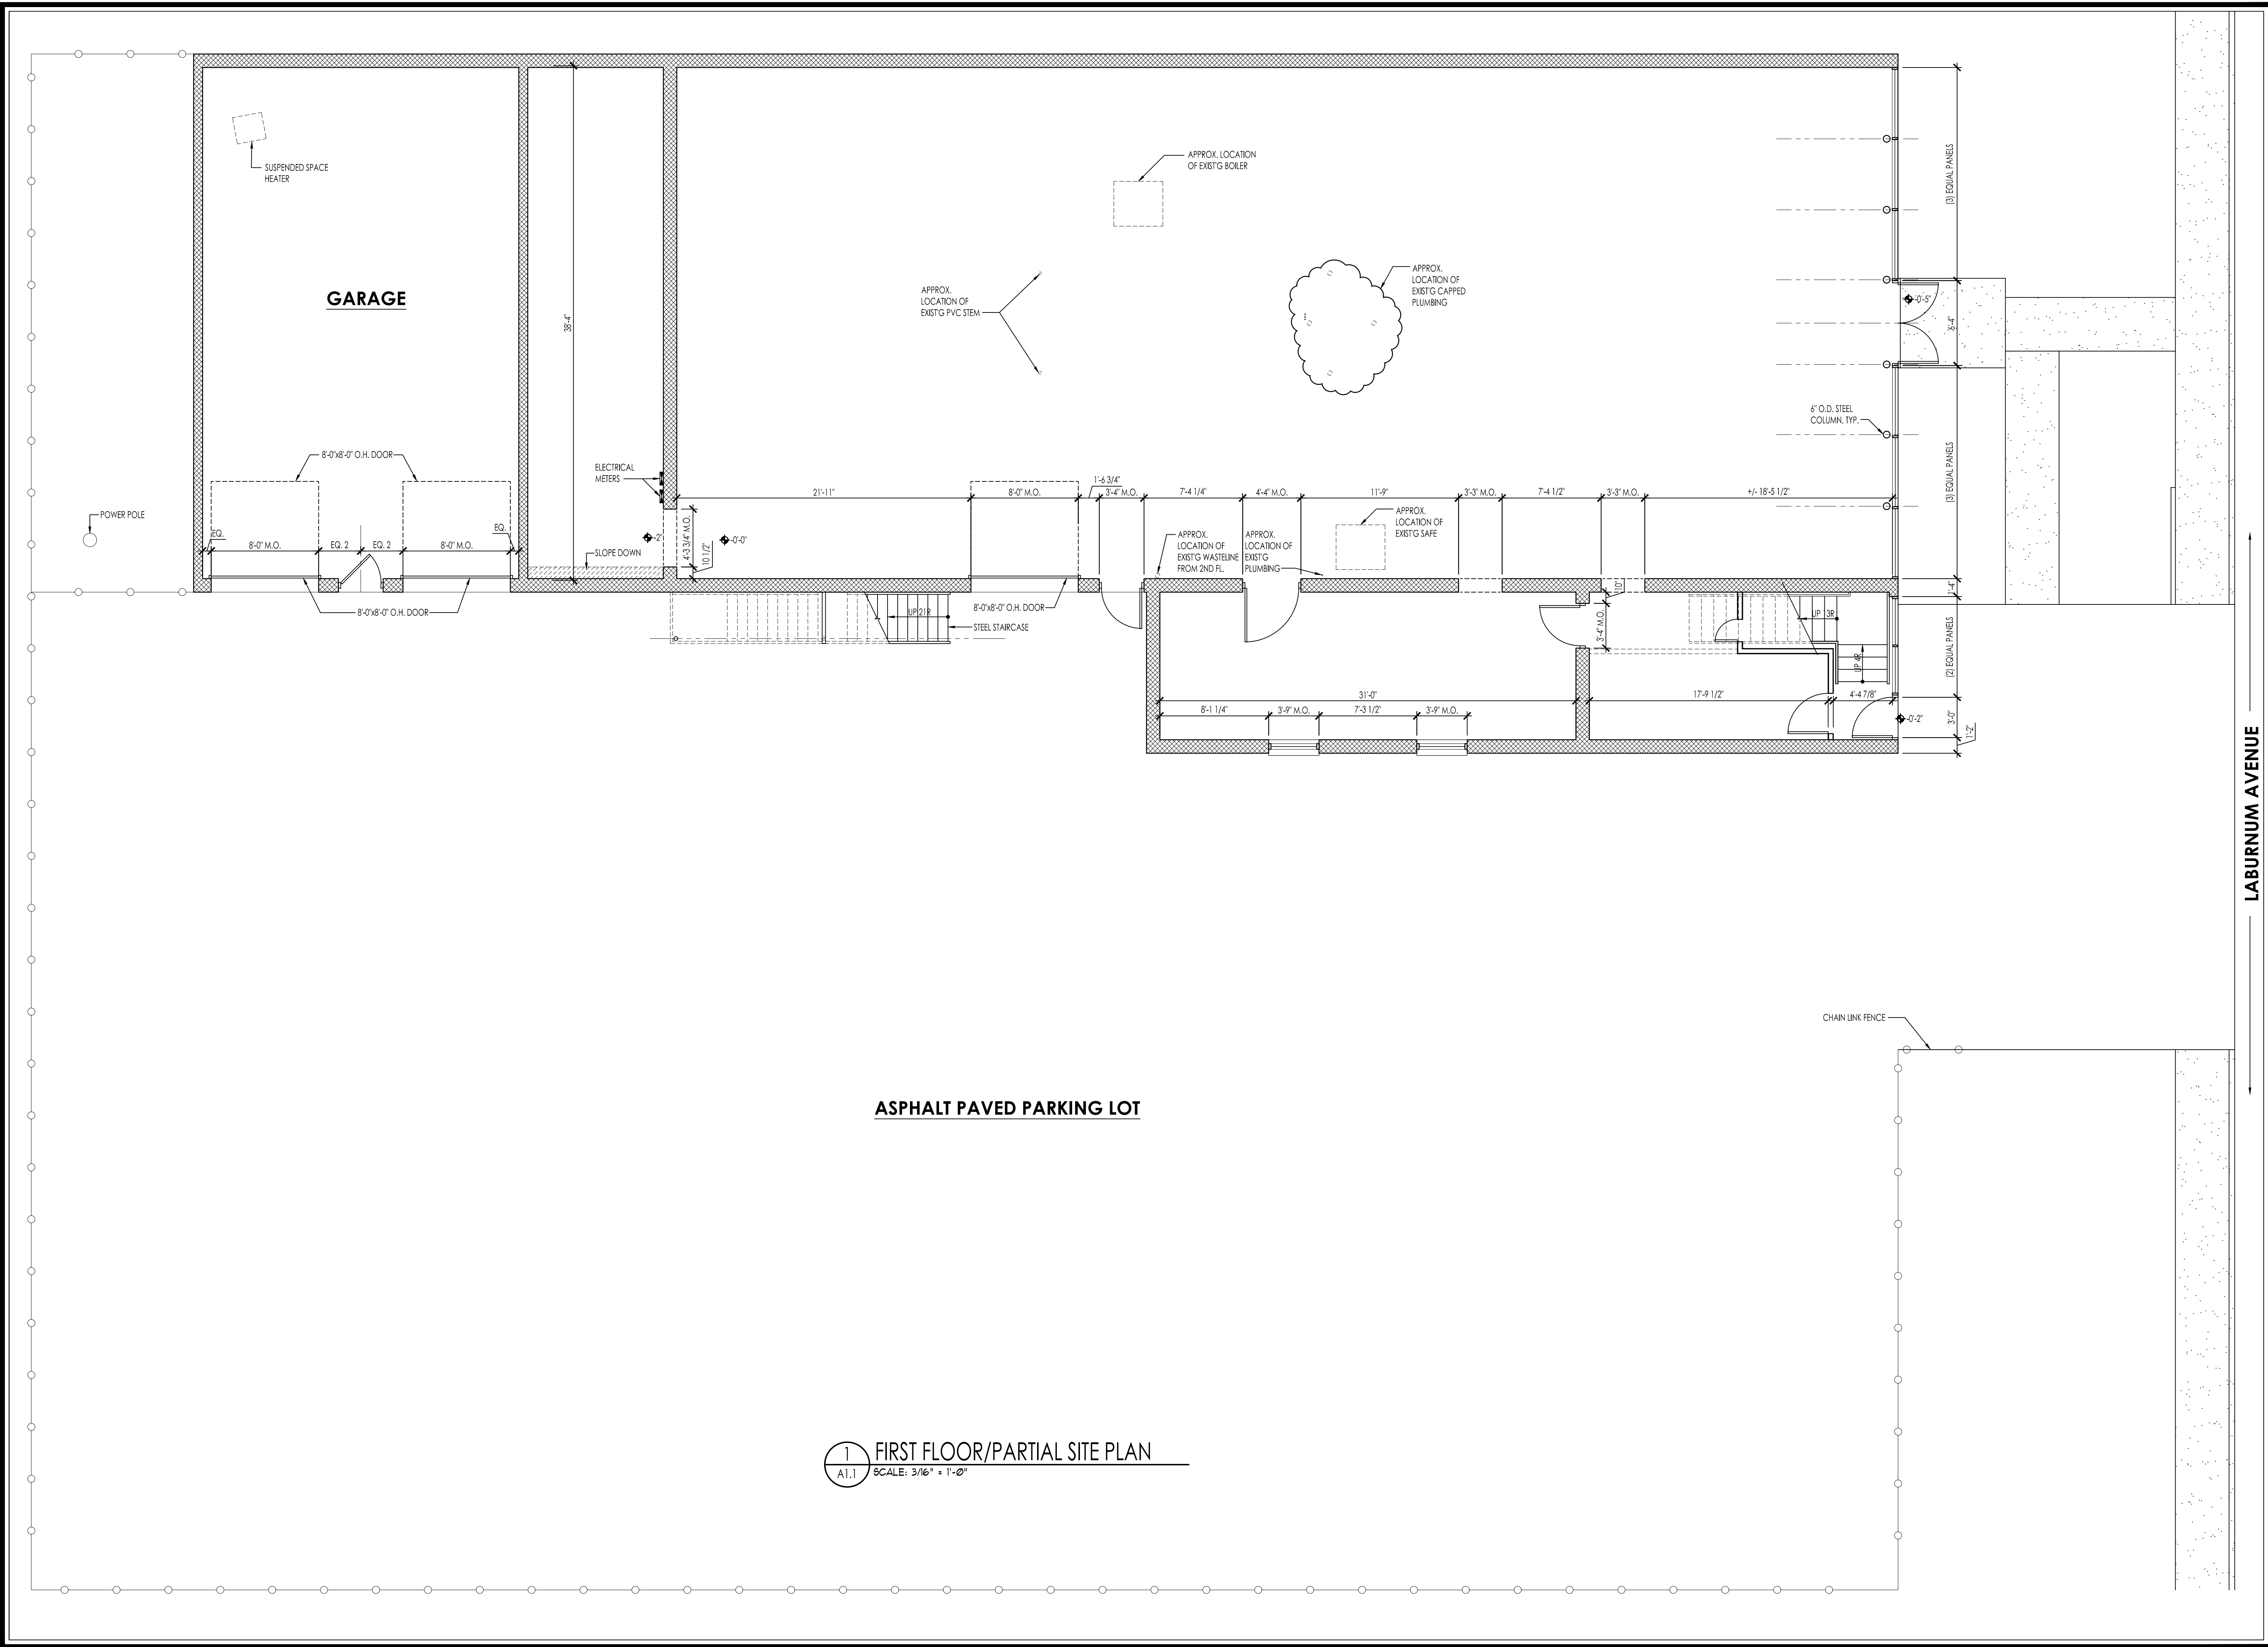 SUSPENDED SPACE
HEATER
GARAGE
8'-0"x8'-0" O.H. DOOR
POWER POLE
EQ.
8'-0" M.O.
EQ. 2
EQ. 2
8'-0" M.O.
EQ.
8'-0"x8'-0" O.H. DOOR
38'-4"
ELECTRICAL
METERS
SLOPE DOWN
-2"
4'-3 3/4" M.O.
10 1/2"
-0'-0"
APPROX. LOCATION
OF EXIST'G BOILER
APPROX.
LOCATION OF
EXIST'G PVC STEM
APPROX.
LOCATION OF
EXIST'G CAPPED
PLUMBING
6" O.D. STEEL
COLUMN, TYP.
21'-11"
8'-0" M.O.
1'-6 3/4"
3'-4" M.O.
7'-4 1/4"
4'-4" M.O.
11'-9"
3'-3" M.O.
7'-4 1/2"
3'-3" M.O.
+/- 18'-5 1/2"
APPROX.
LOCATION OF
EXIST'G WASTELINE
FROM 2ND FL.
APPROX.
LOCATION OF
EXIST'G
PLUMBING
APPROX.
LOCATION OF
EXIST'G SAFE
UP 21R
8'-0"x8'-0" O.H. DOOR
STEEL STAIRCASE
10"
3'-4" M.O.
UP 13R
UP 4R
31'-0"
17'-9 1/2"
4'-4 7/8"
8'-1 1/4"
3'-9" M.O.
7'-3 1/2"
3'-9" M.O.
(3) EQUAL PANELS
-0'-5"
6'-4"
(3) EQUAL PANELS
1'-4"
(2) EQUAL PANELS
-0'-2"
3'-0"
1'-2"
LABURNUM AVENUE
CHAIN LINK FENCE
ASPHALT PAVED PARKING LOT
1
A1.1
FIRST FLOOR/PARTIAL SITE PLAN
SCALE: 3/16" = 1'-0"